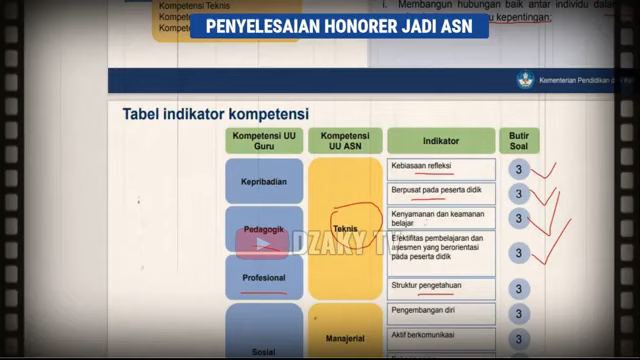 Kompetensi Teknis
i. Membangun hubungan baik antar individu dalam
PENYELESAIAN HONORER JADI ASN
kepentingan;
Kementerian Pendidikan
Tabel indikator kompetensi
Kompetensi UU
Guru
Kompetensi
UU ASN
Indikator
Butir
Soal
Kepribadian
Kebiasaan refleksi
3
Berpusat pada peserta didik
3
Pedagogik
Teknis
Kenyamanan dan keamanan
belajar
3
DZAKY TV
Efektifitas pembelajaran dan
asesmen yang berorientasi
pada peserta didik
3
Profesional
Struktur pengetahuan
3
Pengembangan diri
3
Sosial
Manajerial
Aktif berkomunikasi
3